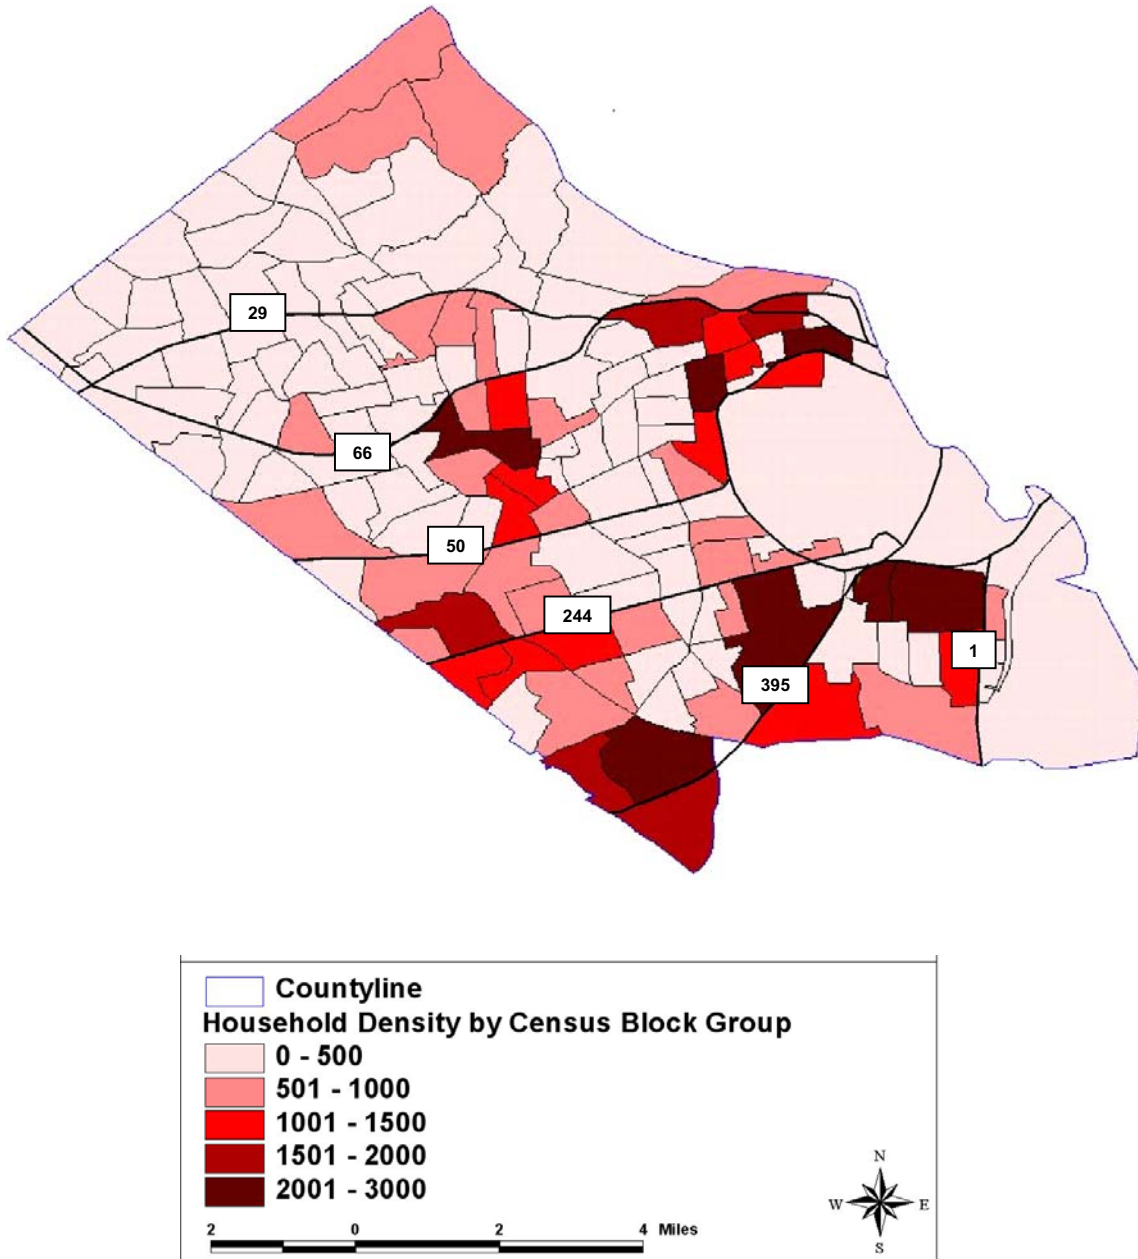 29
66
50
244
1
395
Countyline
Household Density by Census Block Group
0 - 500
501 - 1000
1001 - 1500
1501 - 2000
2001 - 3000
N
W E
S
2 0 2 4 Miles